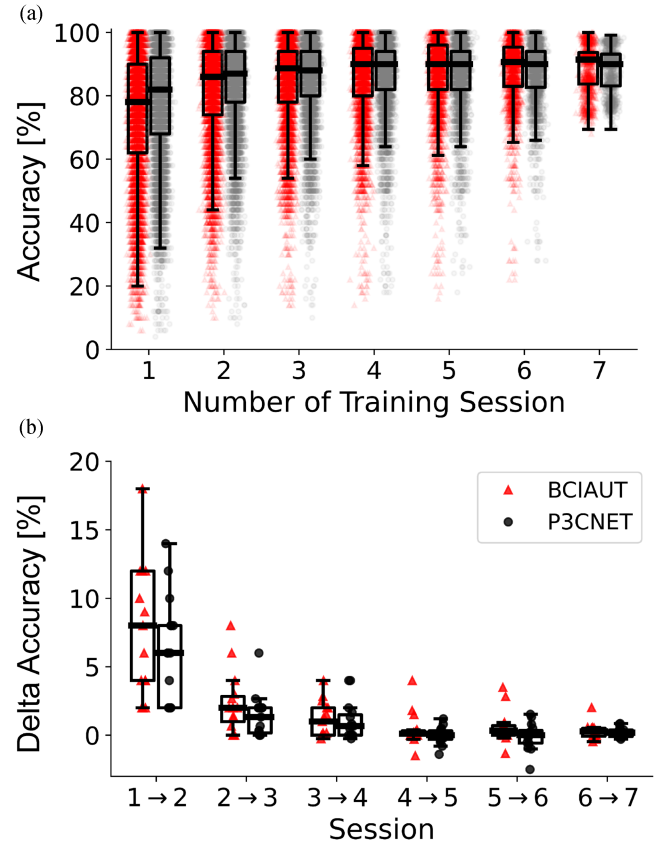 (a)
100
80
60
40
20
0
Accuracy [%]
1 2 3 4 5 6 7
Number of Training Session
(b)
20
15
10
5
0
Delta Accuracy [%]
BCIAUT
P3CNET
1→2 2→3 3→4 4→5 5→6 6→7
Session